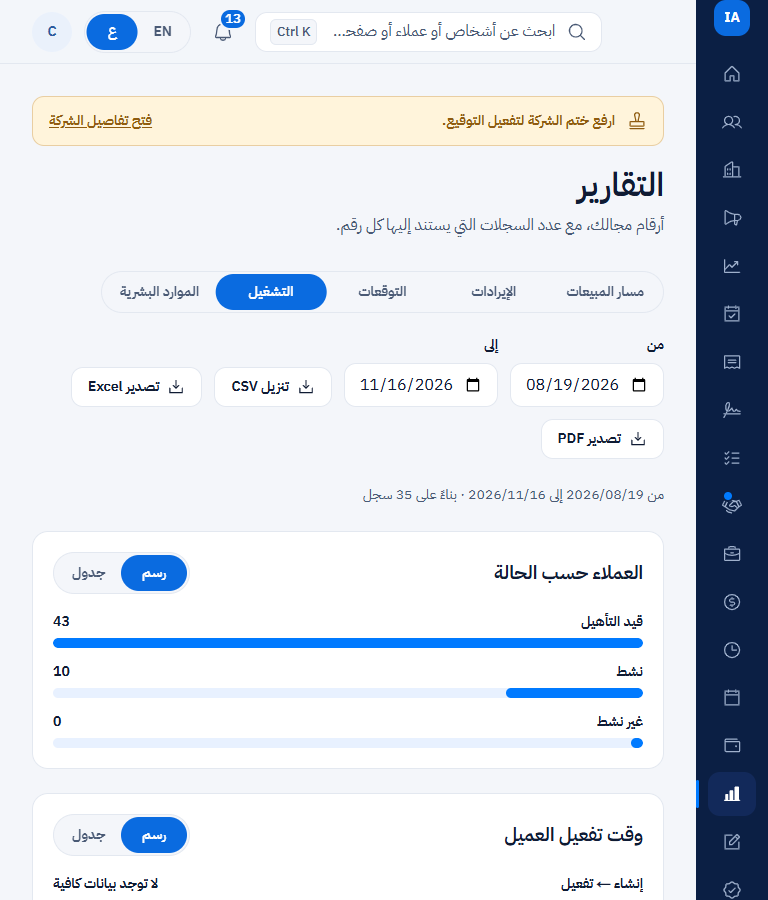 IA
ابحث عن أشخاص أو عملاء أو صفحـ...
Ctrl K
13
EN
ع
C
ارفع ختم الشركة لتفعيل التوقيع.
فتح تفاصيل الشركة
التقارير
أرقام مجالك، مع عدد السجلات التي يستند إليها كل رقم.
مسار المبيعات
الإيرادات
التوقعات
التشغيل
الموارد البشرية
من
إلى
08/19/2026
11/16/2026
تنزيل CSV
تصدير Excel
تصدير PDF
من 2026/08/19 إلى 2026/11/16 · بناءً على 35 سجل
العملاء حسب الحالة
رسم
جدول
قيد التأهيل
43
نشط
10
غير نشط
0
وقت تفعيل العميل
رسم
جدول
إنشاء ← تفعيل
لا توجد بيانات كافية